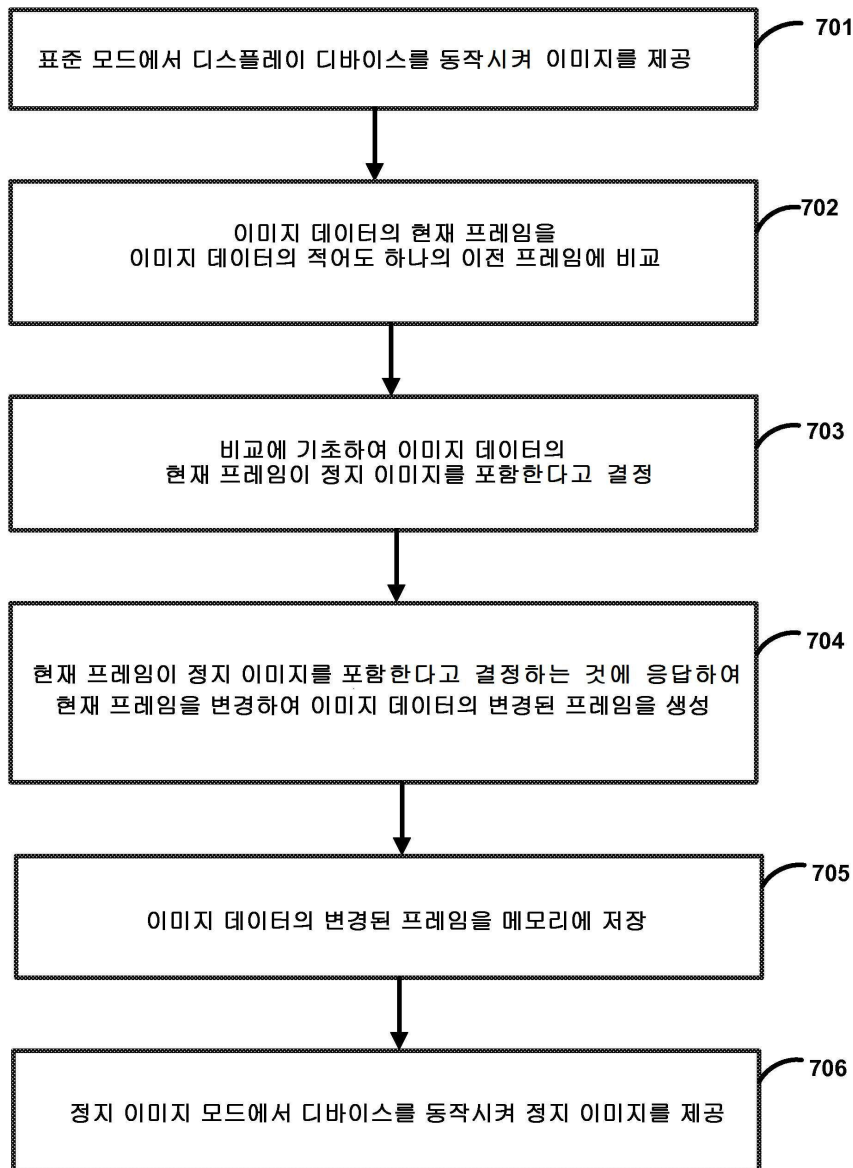 701
표준 모드에서 디스플레이 디바이스를 동작시켜 이미지를 제공
702
이미지 데이터의 현재 프레임을
이미지 데이터의 적어도 하나의 이전 프레임에 비교
703
비교에 기초하여 이미지 데이터의
현재 프레임이 정지 이미지를 포함한다고 결정
704
현재 프레임이 정지 이미지를 포함한다고 결정하는 것에 응답하여
현재 프레임을 변경하여 이미지 데이터의 변경된 프레임을 생성
705
이미지 데이터의 변경된 프레임을 메모리에 저장
706
정지 이미지 모드에서 디바이스를 동작시켜 정지 이미지를 제공